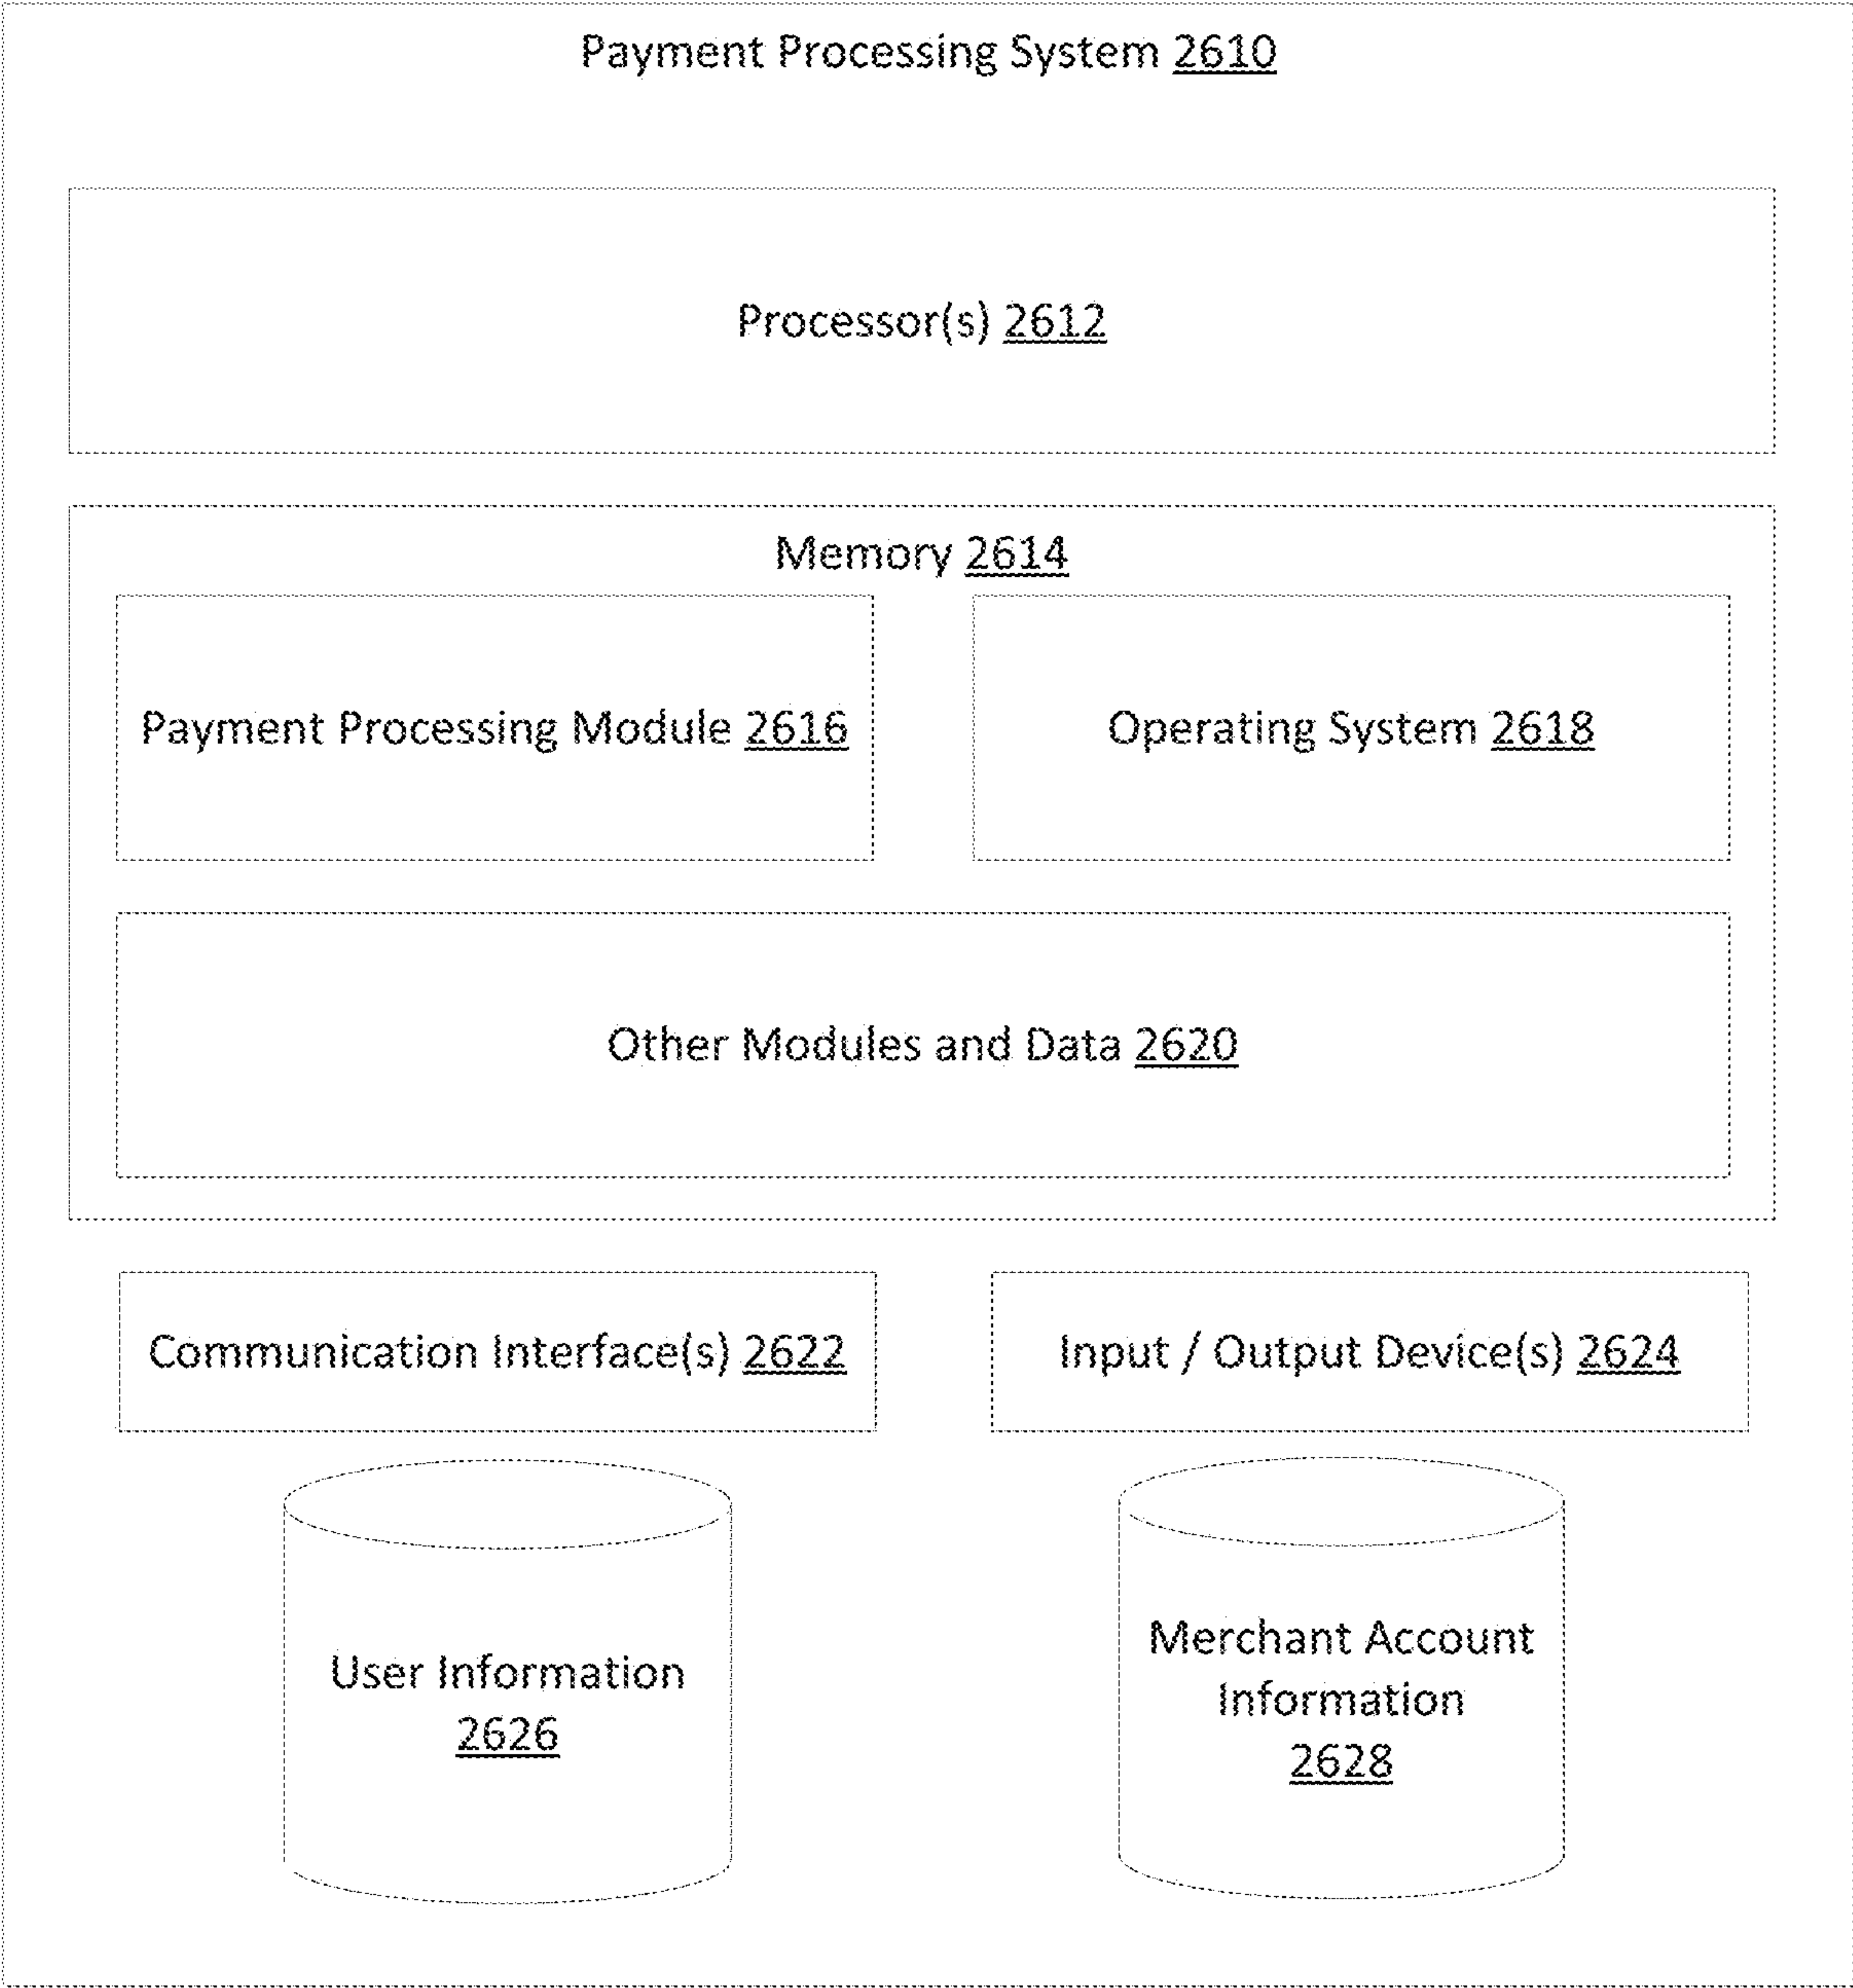 Payment Processing System 2610
Processor(s) 2612
Memory 2614
Payment Processing Module 2616
Operating System 2618
Other Modules and Data 2620
Communication Interface(s) 2622
Input / Output Device(s) 2624
User Information
2626
Merchant Account
Information
2628